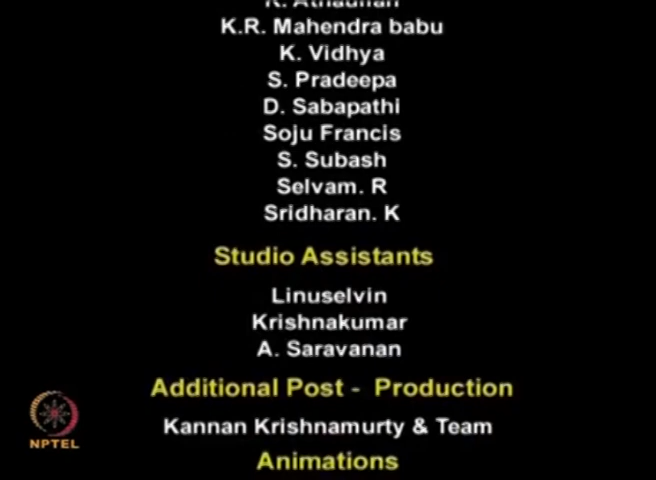 K.R. Mahendra babu
K. Vidhya
S. Pradeepa
D. Sabapathi
Soju Francis
S. Subash
Selvam. R
Sridharan. K
Studio Assistants
Linuselvin
Krishnakumar
A. Saravanan
Additional Post - Production
Kannan Krishnamurty & Team
NPTEL
Animations